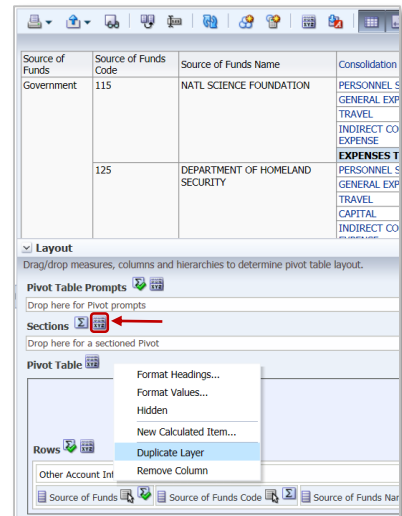 Source of Funds
Source of Funds Code
Source of Funds Name
Consolidation
Government
115
NATL SCIENCE FOUNDATION
PERSONNEL S
GENERAL EXP
TRAVEL
INDIRECT CO
EXPENSE
EXPENSES T
125
DEPARTMENT OF HOMELAND
SECURITY
PERSONNEL S
GENERAL EXP
TRAVEL
CAPITAL
INDIRECT CO
Layout
Drag/drop measures, columns and hierarchies to determine pivot table layout.
Pivot Table Prompts
Drop here for Pivot prompts
Sections
Drop here for a sectioned Pivot
Pivot Table
Format Headings...
Format Values...
Hidden
New Calculated Item...
Duplicate Layer
Remove Column
Rows
Other Account Inf
Source of Funds
Source of Funds Code
Source of Funds Nar